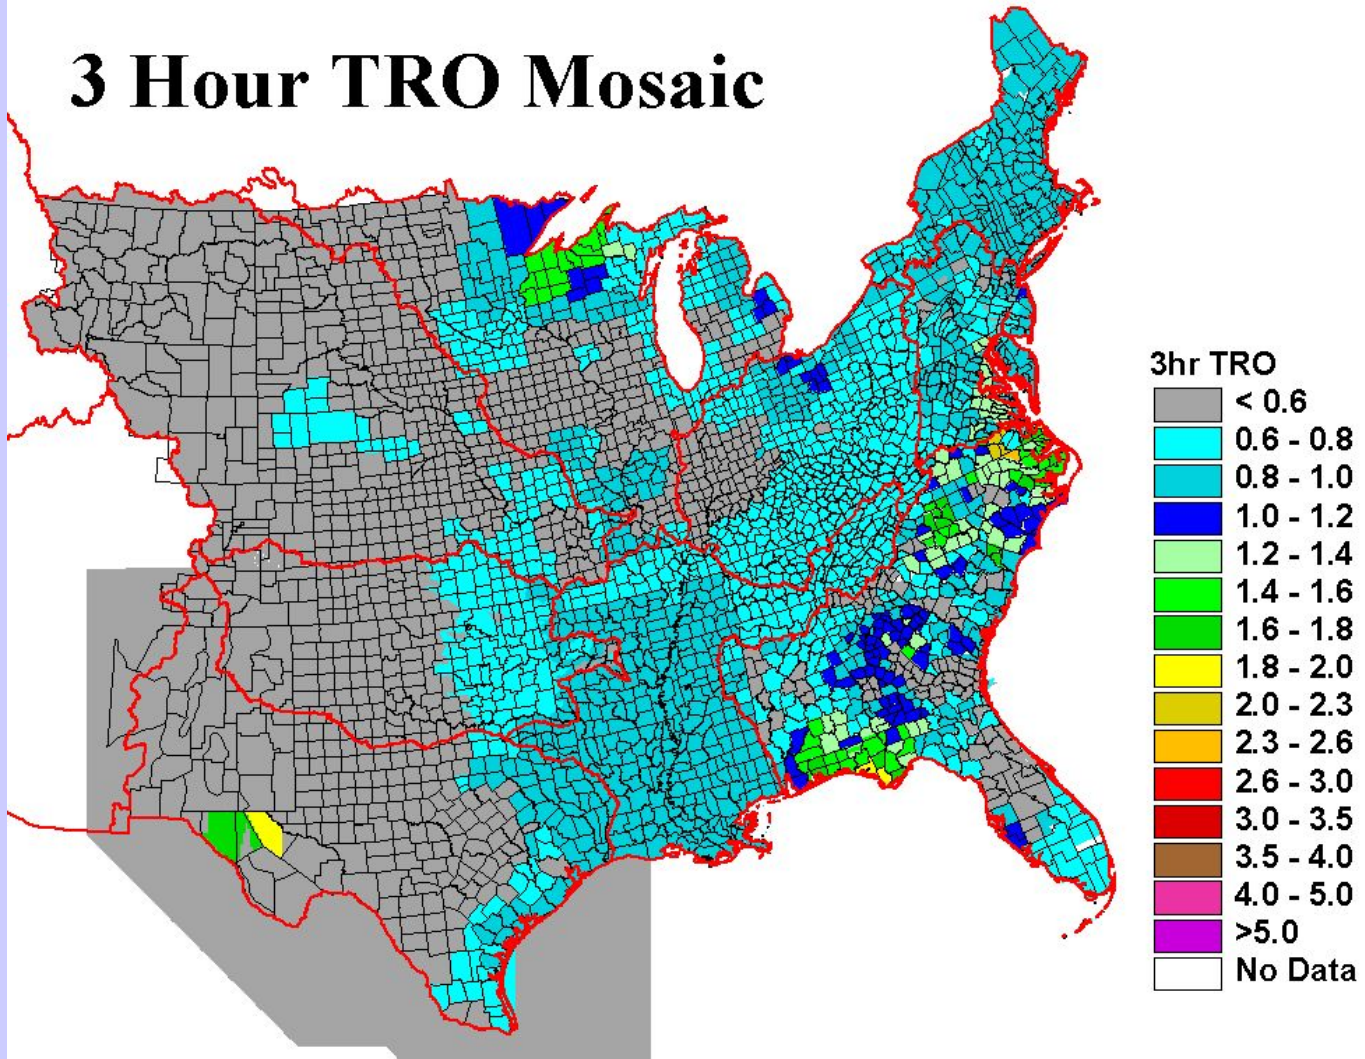 3 Hour TRO Mosaic
3hr TRO
< 0.6
0.6 - 0.8
0.8 - 1.0
1.0 - 1.2
1.2 - 1.4
1.4 - 1.6
1.6 - 1.8
1.8 - 2.0
2.0 - 2.3
2.3 - 2.6
2.6 - 3.0
3.0 - 3.5
3.5 - 4.0
4.0 - 5.0
>5.0
No Data